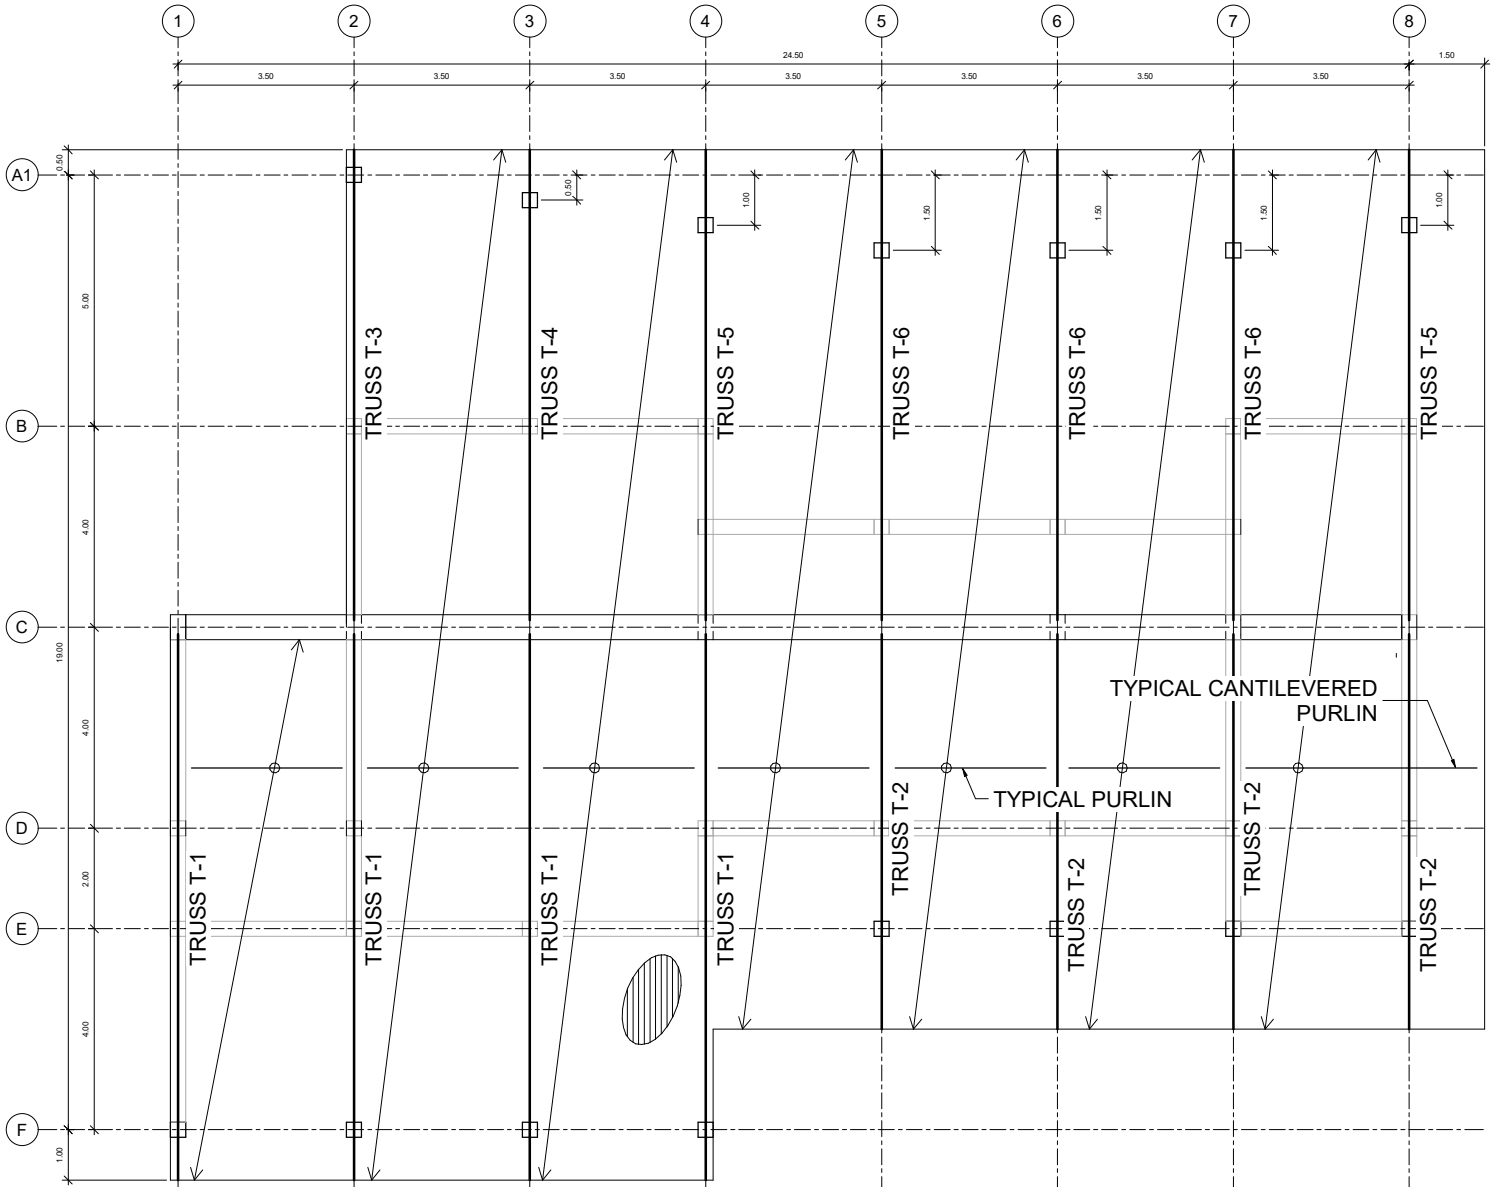 1 2 3 4 5 6 7 8
24.50 1.50
3.50 3.50 3.50 3.50 3.50 3.50 3.50
0.50
A1
0.50 1.00 1.50 1.50 1.50 1.00
5.00
TRUSS T-3 TRUSS T-4 TRUSS T-5 TRUSS T-6 TRUSS T-6 TRUSS T-6 TRUSS T-5
B
4.00
C
19.00
4.00
TYPICAL CANTILEVERED
PURLIN
TYPICAL PURLIN
D
2.00
TRUSS T-1 TRUSS T-1 TRUSS T-1 TRUSS T-1 TRUSS T-2 TRUSS T-2 TRUSS T-2 TRUSS T-2
E
4.00
F
1.00